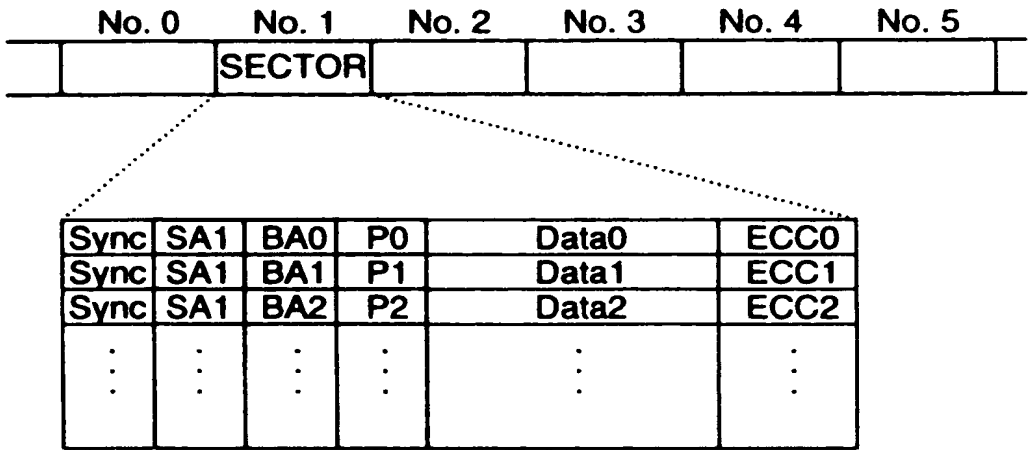 No. 0 No. 1 No. 2 No. 3 No. 4 No. 5
SECTOR
Sync SA1 BA0 P0 Data0 ECC0
Sync SA1 BA1 P1 Data1 ECC1
Sync SA1 BA2 P2 Data2 ECC2